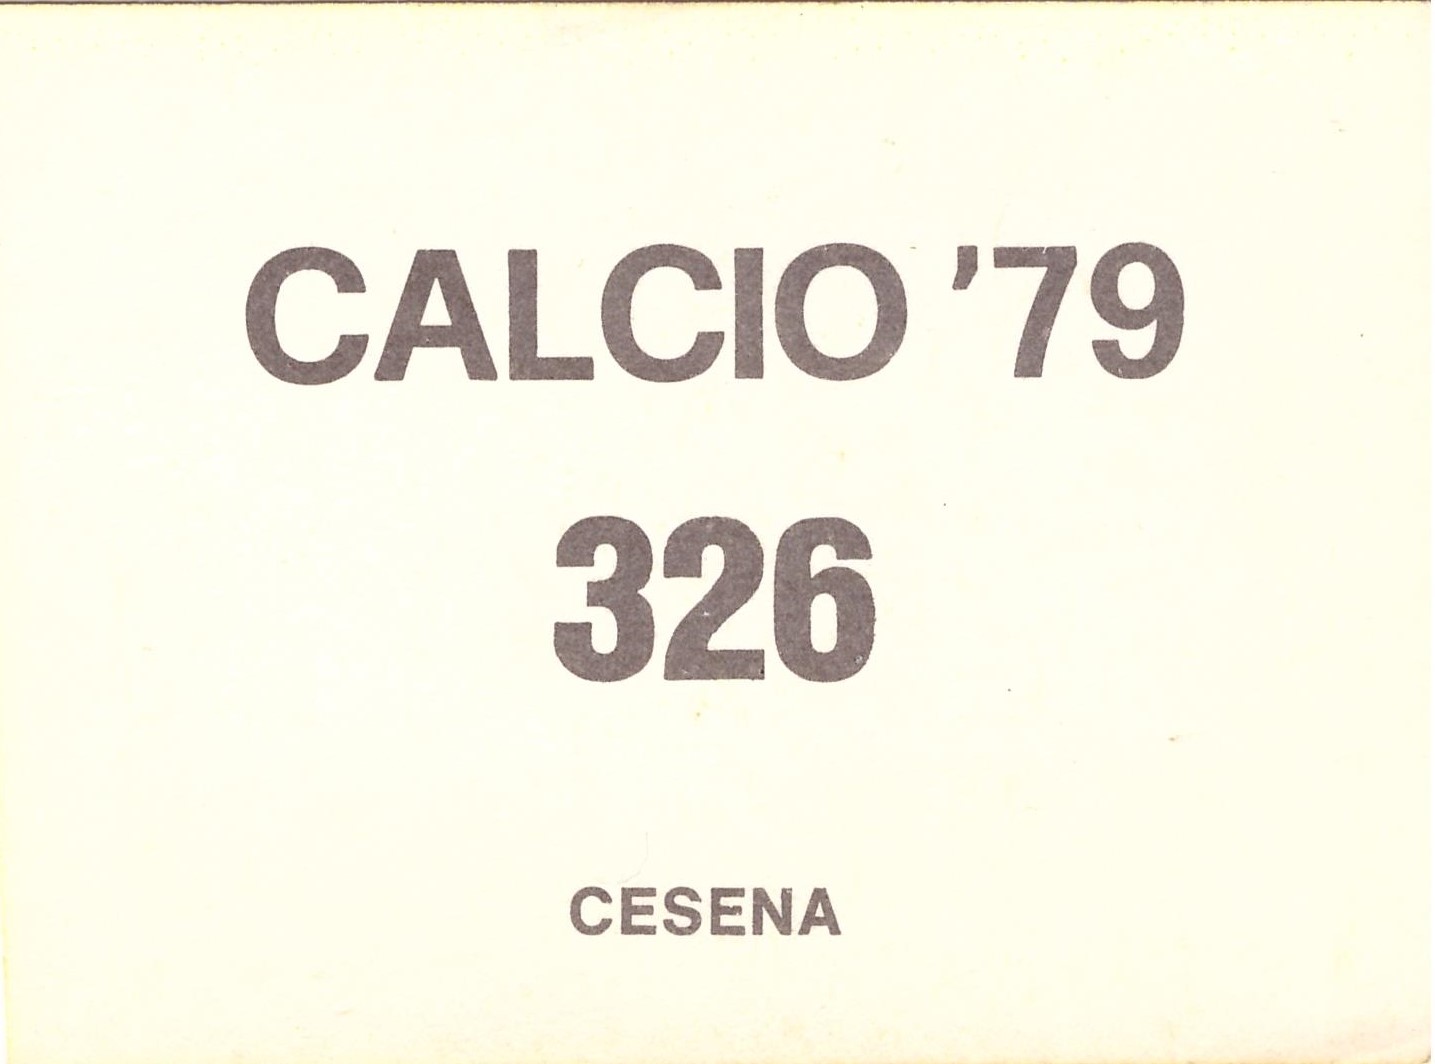 CALCIO '79
326
CESENA